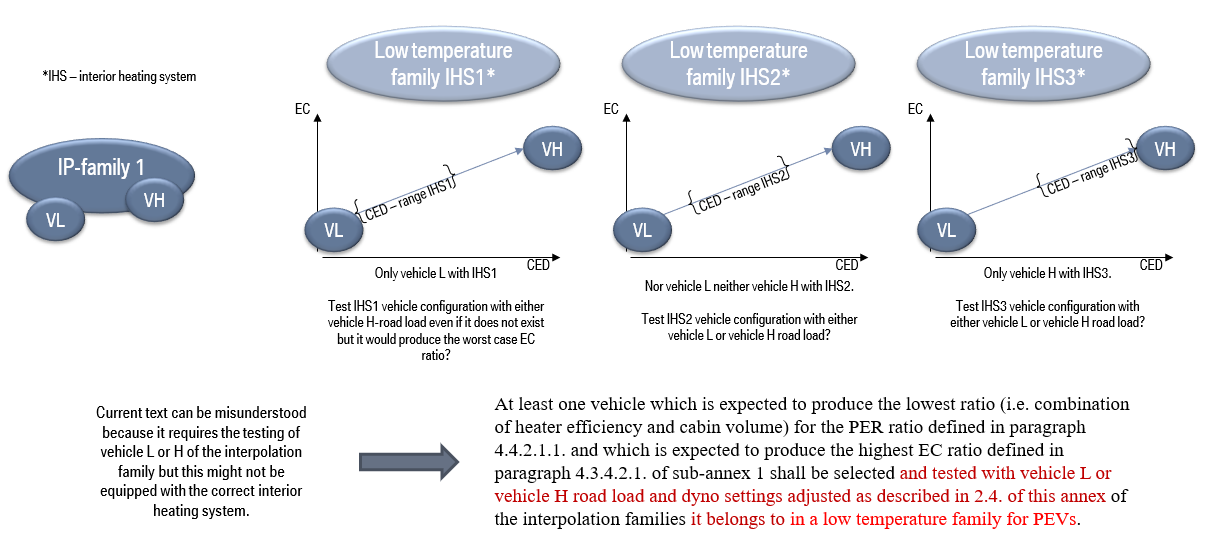 Low temperature
family IHS1*
Low temperature
family IHS2*
Low temperature
family IHS3*
*IHS – interior heating system
IP-family 1
VL
VH
EC
VH
CED – range IHS1
VL
CED
Only vehicle L with IHS1
Test IHS1 vehicle configuration with either
vehicle H-road load even if it does not exist
but it would produce the worst case EC
ratio?
EC
VH
CED – range IHS2
VL
CED
Nor vehicle L neither vehicle H with IHS2.
Test IHS2 vehicle configuration with either
vehicle L or vehicle H road load?
EC
VH
CED – range IHS3
VL
CED
Only vehicle H with IHS3.
Test IHS3 vehicle configuration with
either vehicle L or vehicle H road load?
Current text can be misunderstood
because it requires the testing of
vehicle L or H of the interpolation
family but this might not be
equipped with the correct interior
heating system.
At least one vehicle which is expected to produce the lowest ratio (i.e. combination
of heater efficiency and cabin volume) for the PER ratio defined in paragraph
4.4.2.1.1. and which is expected to produce the highest EC ratio defined in
paragraph 4.3.4.2.1. of sub-annex 1 shall be selected and tested with vehicle L or
vehicle H road load and dyno settings adjusted as described in 2.4. of this annex of
the interpolation families it belongs to in a low temperature family for PEVs.